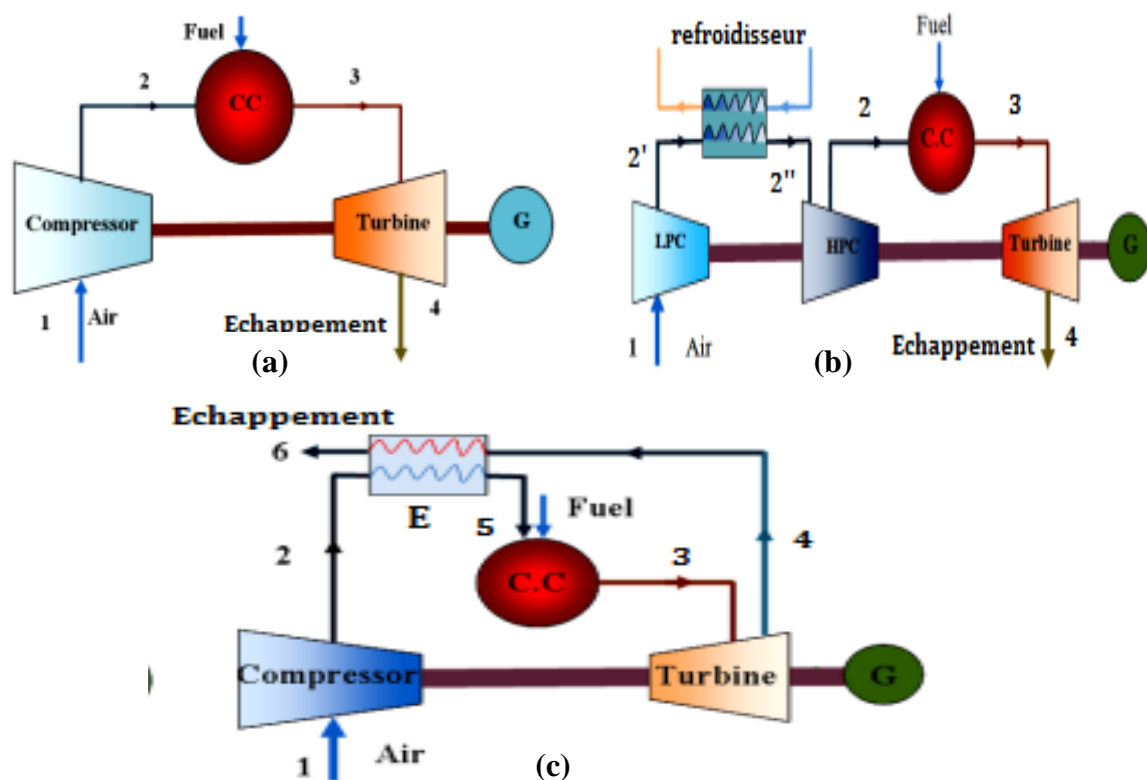 Fuel
2
CC
3
Compressor
Turbine
G
1
Air
Echappement
4
(a)
refroidisseur
Fuel
2'
2''
2
C.C
3
LPC
HPC
Turbine
G
1
Air
Echappement
4
(b)
Echappement
6
E
5
Fuel
2
C.C
3
4
Compressor
Turbine
G
1
Air
(c)